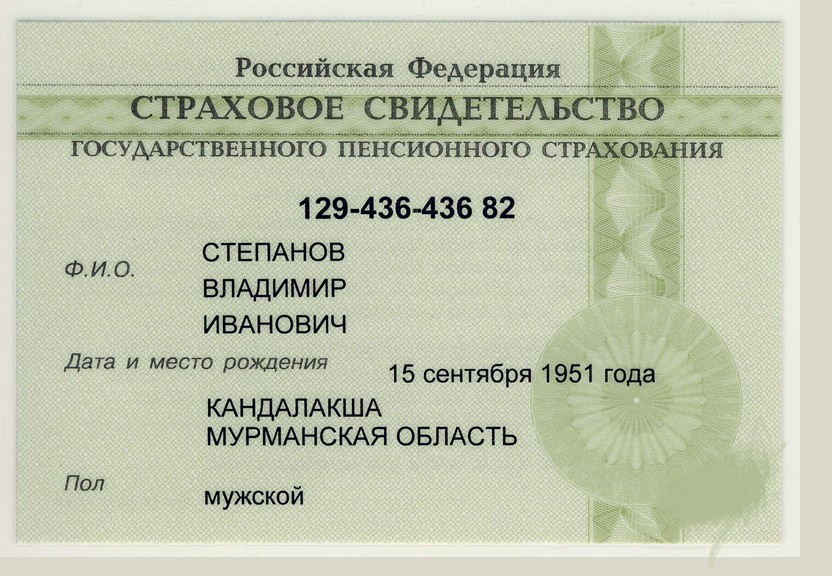 Российская Федерация
СТРАХОВОЕ СВИДЕТЕЛЬСТВО
ГОСУДАРСТВЕННОГО ПЕНСИОННОГО СТРАХОВАНИЯ
129-436-436 82
Ф.И.О.
СТЕПАНОВ
ВЛАДИМИР
ИВАНОВИЧ
Дата и место рождения
15 сентября 1951 года
КАНДАЛАКША
МУРМАНСКАЯ ОБЛАСТЬ
Пол
мужской